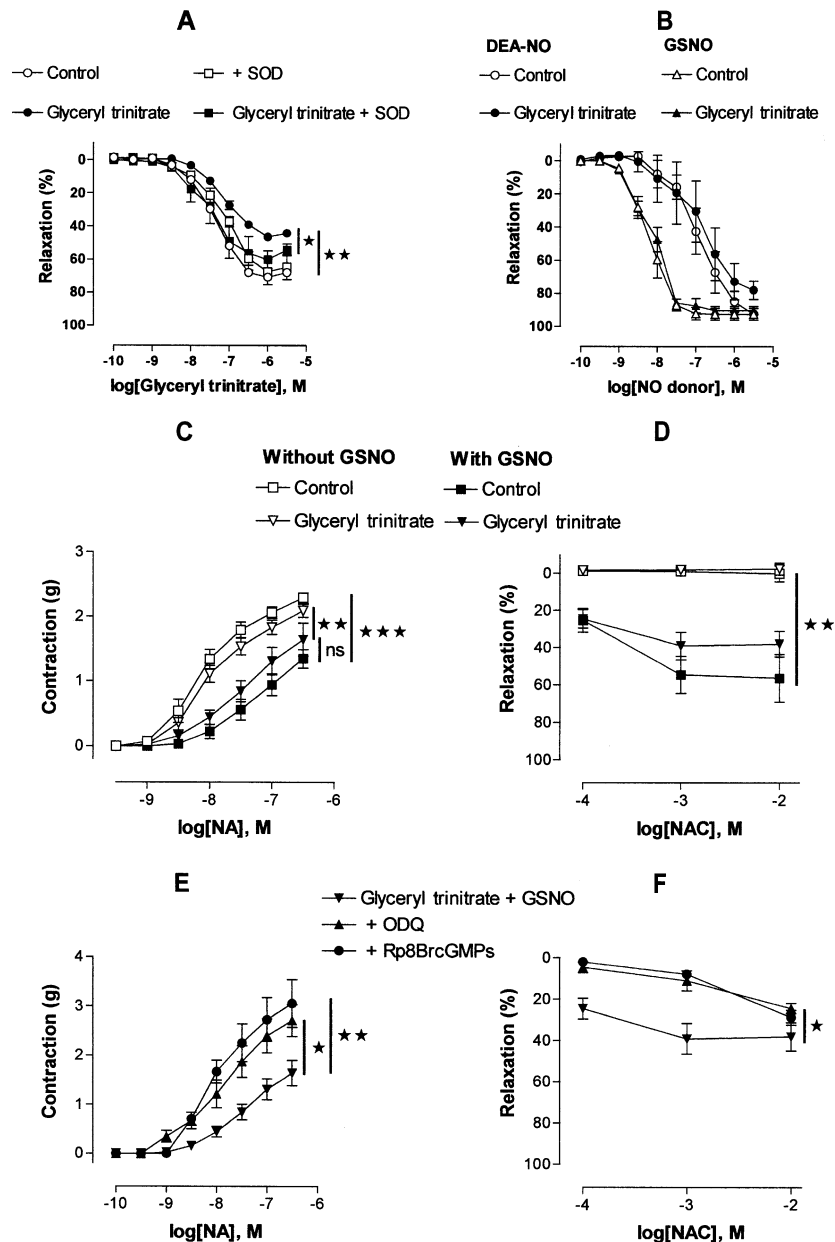 A
Control
+ SOD
Glyceryl trinitrate
Glyceryl trinitrate + SOD
Relaxation (%)
0
20
40
60
80
100
★
★★
-10 -9 -8 -7 -6 -5
log[Glyceryl trinitrate], M
B
DEA-NO GSNO
Control Control
Glyceryl trinitrate Glyceryl trinitrate
Relaxation (%)
0
20
40
60
80
100
-10 -9 -8 -7 -6 -5
log[NO donor], M
C
D
Without GSNO With GSNO
Control Control
Glyceryl trinitrate Glyceryl trinitrate
Contraction (g)
3
2
1
0
★★
★★★
ns
-9 -8 -7 -6
log[NA], M
Relaxation (%)
0
20
40
60
80
100
★★
-4 -3 -2
log[NAC], M
E
F
Glyceryl trinitrate + GSNO
+ ODQ
+ Rp8BrcGMPs
Contraction (g)
4
3
2
1
0
★
★★
-10 -9 -8 -7 -6
log[NA], M
Relaxation (%)
0
20
40
60
80
100
★
-4 -3 -2
log[NAC], M